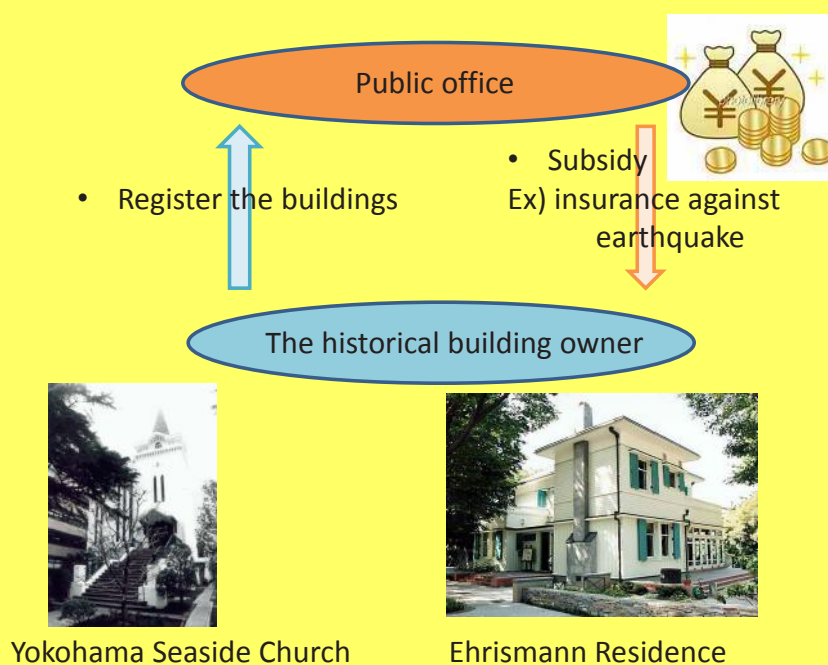 Public office
• Subsidy
• Register the buildings
Ex) insurance against
earthquake
The historical building owner
Yokohama Seaside Church
Ehrismann Residence